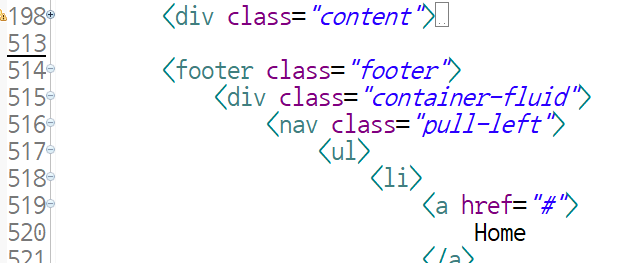 198 <div class="content">
513
514 <footer class="footer">
515 <div class="container-fluid">
516 <nav class="pull-left">
517 <ul>
518 <li>
519 <a href="#">
520 Home
521 </a>